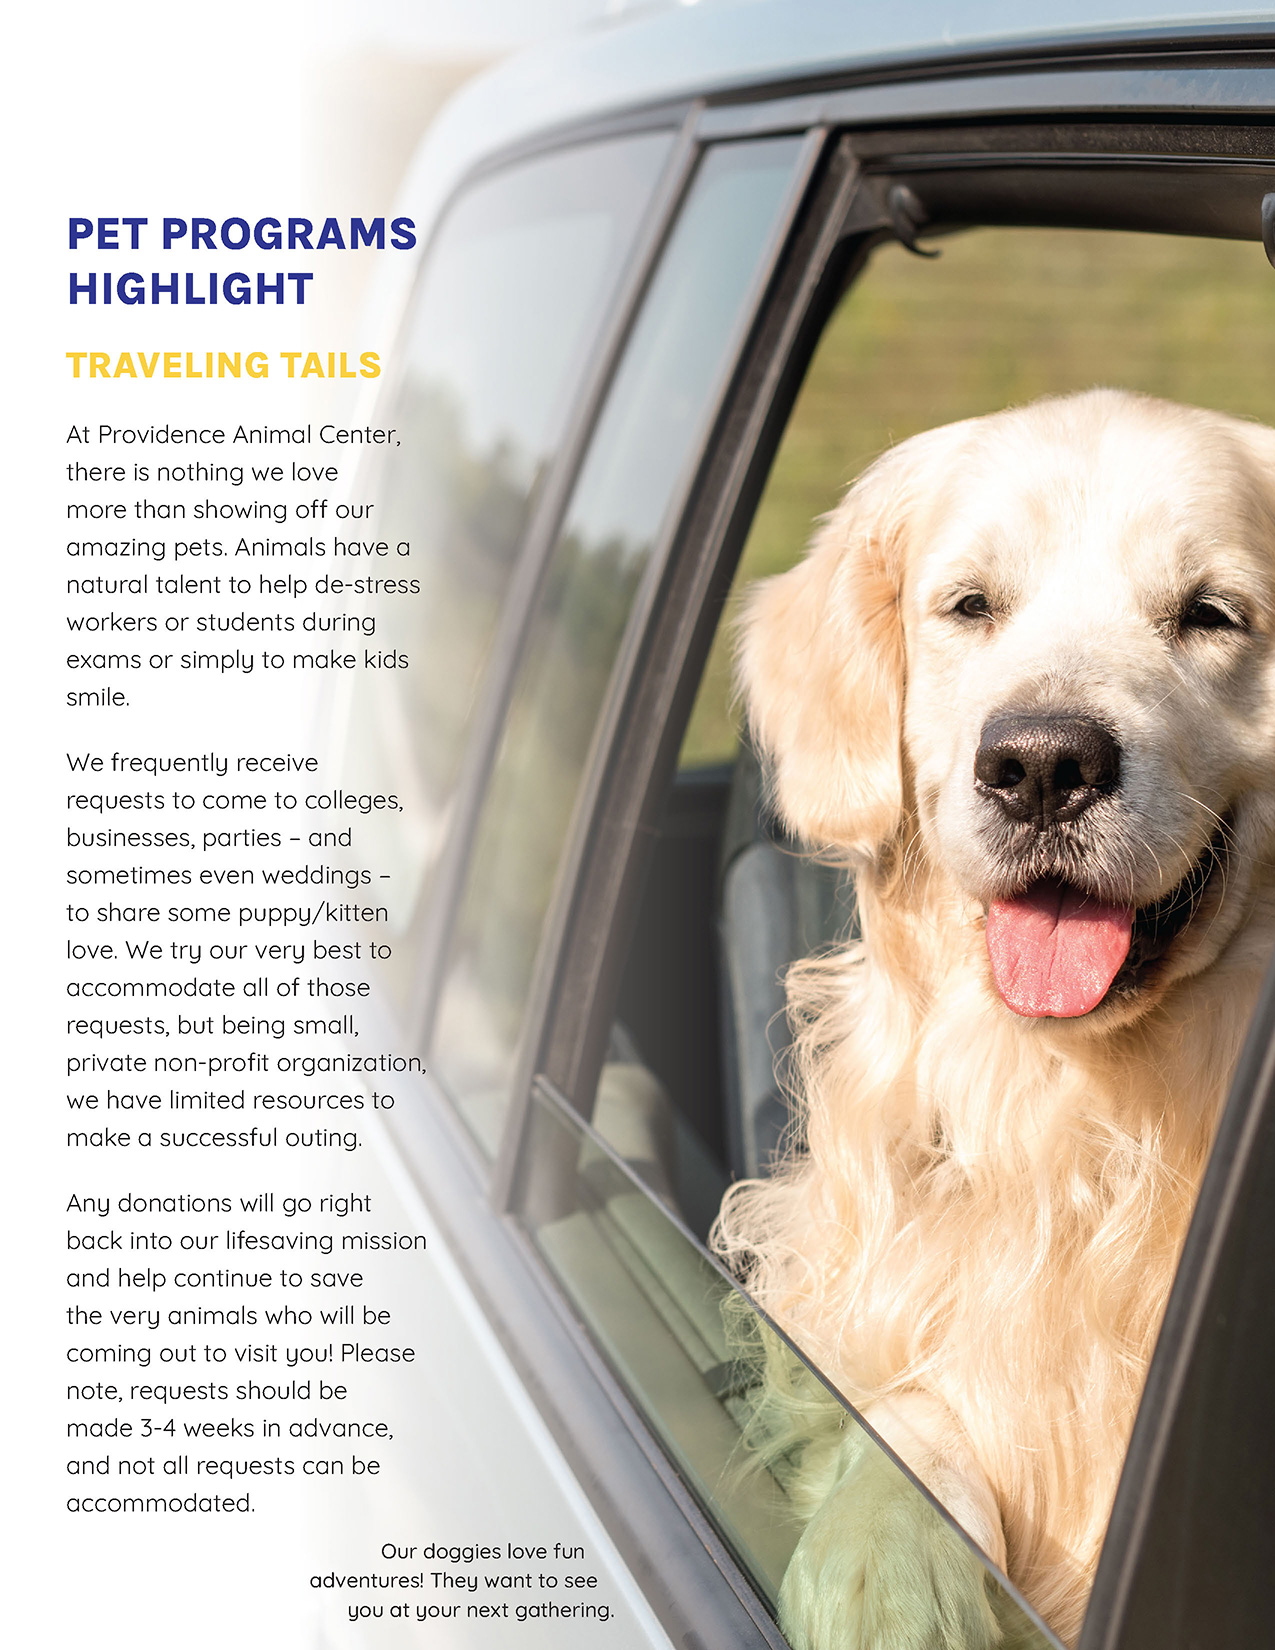 PET PROGRAMS
HIGHLIGHT
TRAVELING TAILS
At Providence Animal Center,
there is nothing we love
more than showing off our
amazing pets. Animals have a
natural talent to help de-stress
workers or students during
exams or simply to make kids
smile.
We frequently receive
requests to come to colleges,
businesses, parties – and
sometimes even weddings –
to share some puppy/kitten
love. We try our very best to
accommodate all of those
requests, but being small,
private non-profit organization,
we have limited resources to
make a successful outing.
Any donations will go right
back into our lifesaving mission
and help continue to save
the very animals who will be
coming out to visit you! Please
note, requests should be
made 3-4 weeks in advance,
and not all requests can be
accommodated.
Our doggies love fun
adventures! They want to see
you at your next gathering.